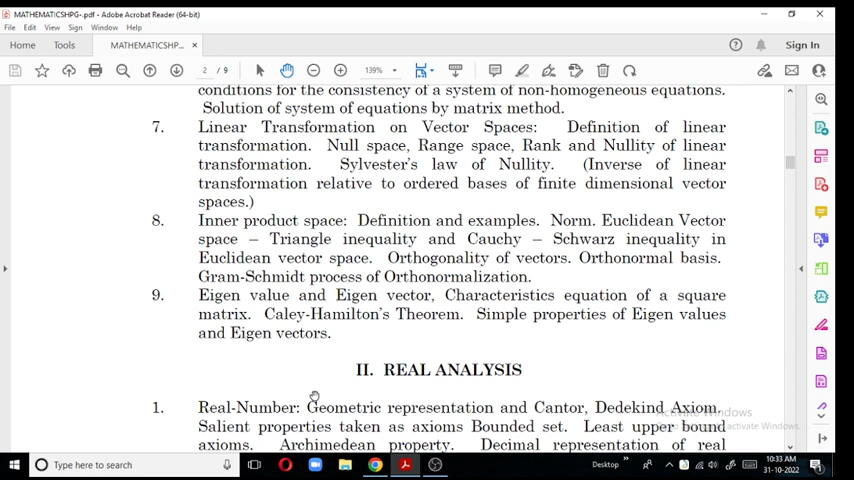 MATHEMATICSHPG-.pdf - Adobe Acrobat Reader (64-bit)
File Edit View Sign Window Help
Home Tools MATHEMATICSHP... × Sign In
2 / 9 139%
conditions for the consistency of a system of non-homogeneous equations.
Solution of system of equations by matrix method.
7. Linear Transformation on Vector Spaces: Definition of linear
transformation. Null space, Range space, Rank and Nullity of linear
transformation. Sylvester's law of Nullity. (Inverse of linear
transformation relative to ordered bases of finite dimensional vector
spaces.)
8. Inner product space: Definition and examples. Norm. Euclidean Vector
space – Triangle inequality and Cauchy – Schwarz inequality in
Euclidean vector space. Orthogonality of vectors. Orthonormal basis.
Gram-Schmidt process of Orthonormalization.
9. Eigen value and Eigen vector, Characteristics equation of a square
matrix. Caley-Hamilton's Theorem. Simple properties of Eigen values
and Eigen vectors.
II. REAL ANALYSIS
1. Real-Number: Geometric representation and Cantor, Dedekind Axiom.
Salient properties taken as axioms Bounded set. Least upper bound
axioms. Archimedean property. Decimal representation of real
Activate Windows
activate Windows.
Type here to search
Desktop
10:33 AM
31-10-2022